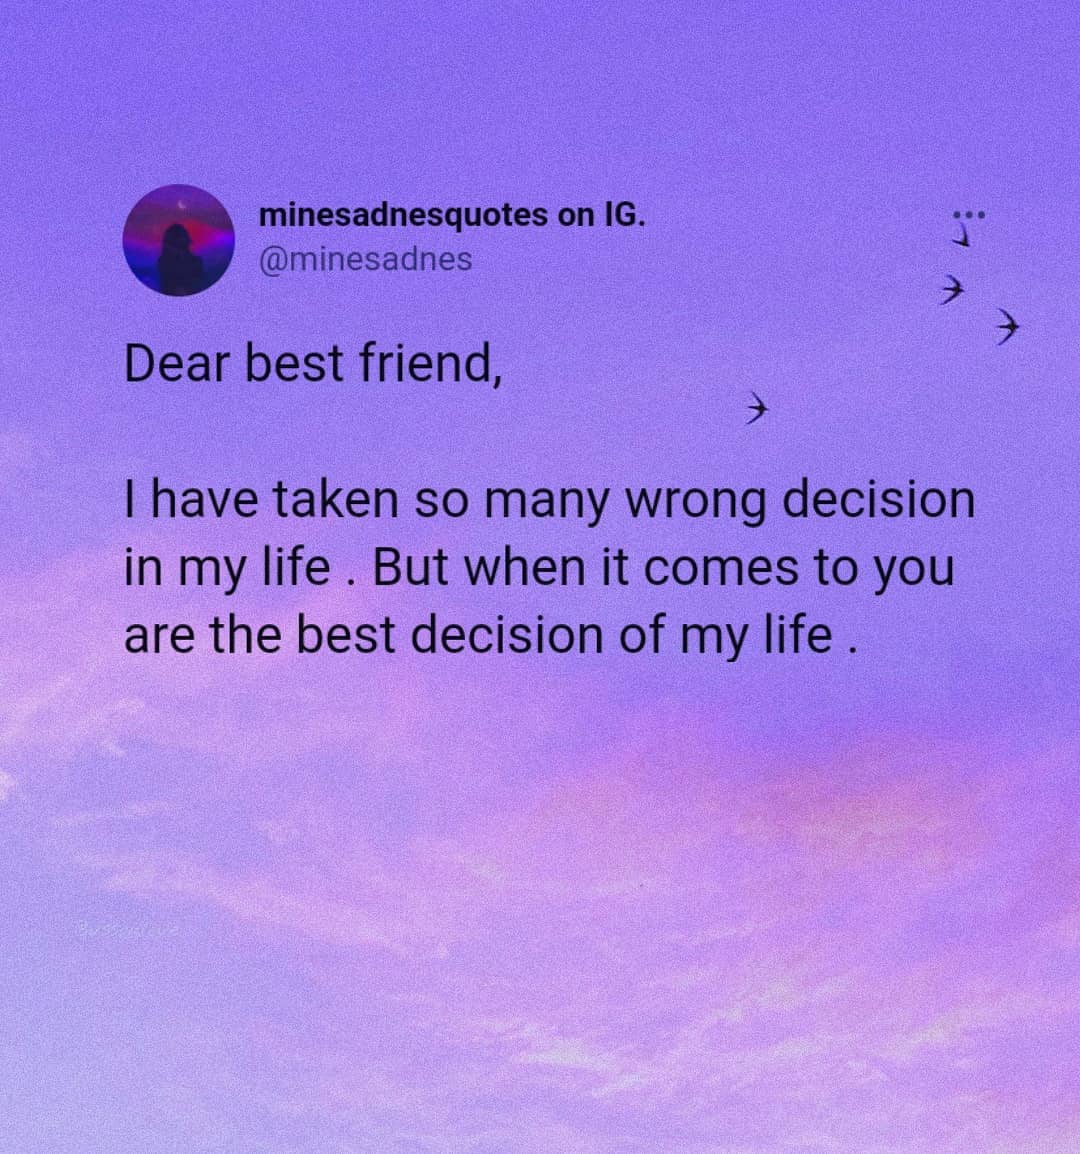 minesadnesquotes on IG.
@minesadnes
Dear best friend,
I have taken so many wrong decision
in my life . But when it comes to you
are the best decision of my life .